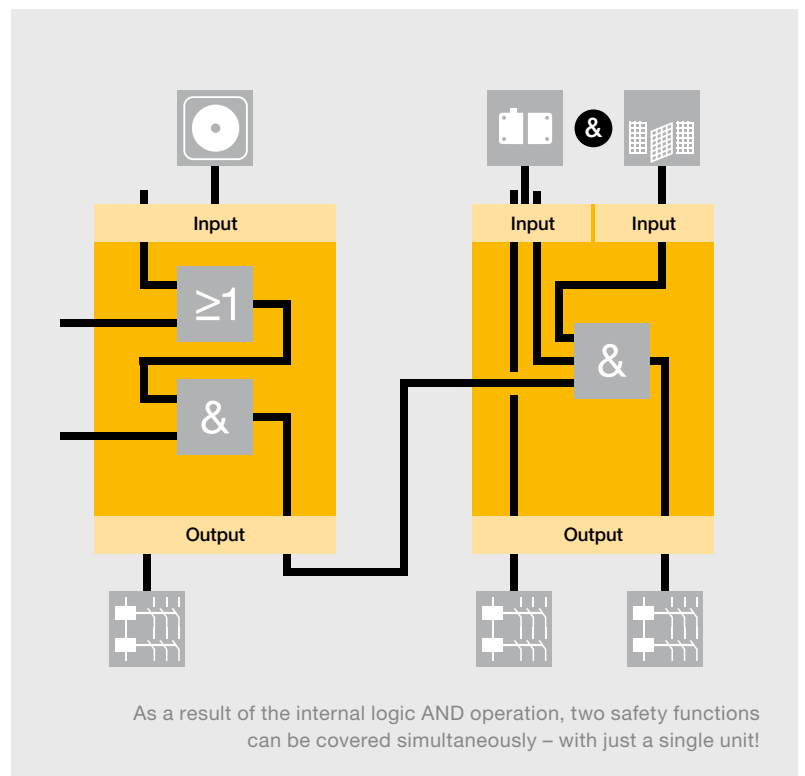 &
Input
Input
Input
≥1
&
&
Output
Output
As a result of the internal logic AND operation, two safety functions
can be covered simultaneously – with just a single unit!